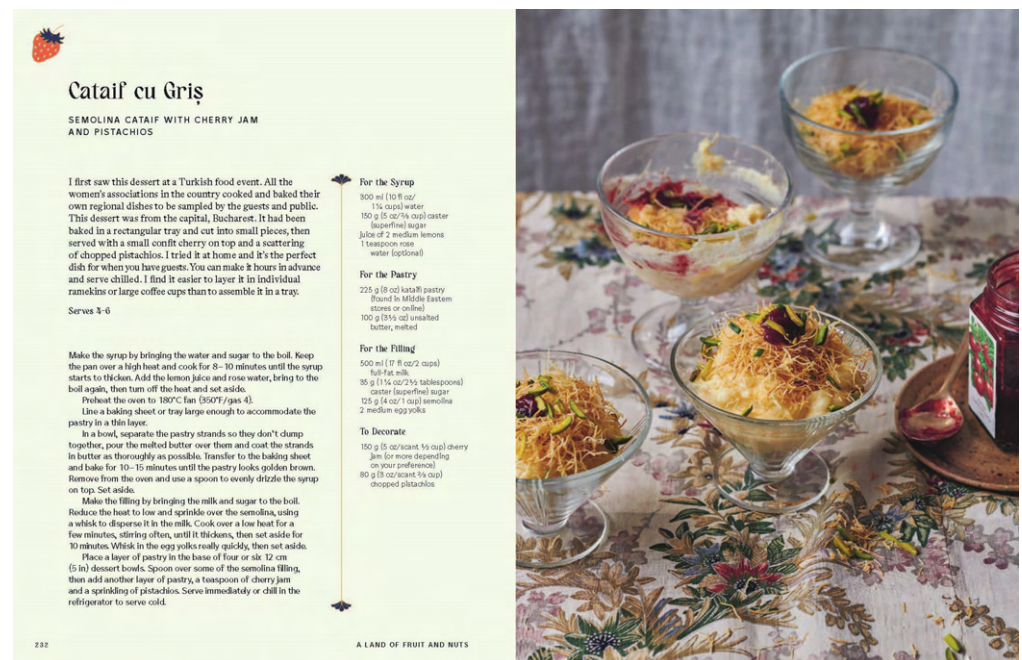 Cataif cu Griș
SEMOLINA CATAIF WITH CHERRY JAM
AND PISTACHIOS
I first saw this dessert at a Turkish food event. All the
women's associations in the country cooked and baked their
own regional dishes to be sampled by the guests and public.
This dessert was from the capital, Bucharest. It had been
baked in a rectangular tray and cut into small pieces, then
served with a small confit cherry on top and a scattering
of chopped pistachios. I tried it at home and it's the perfect
dish for when you have guests. You can make it hours in advance
and serve chilled. I find it easier to layer it in individual
ramekins or large coffee cups than to assemble it in a tray.
Serves 4–6
Make the syrup by bringing the water and sugar to the boil. Keep
the pan over a high heat and cook for 8–10 minutes until the syrup
starts to thicken. Add the lemon juice and rose water, bring to the
boil again, then turn off the heat and set aside.
Preheat the oven to 180°C fan (350°F/gas 4).
Line a baking sheet or tray large enough to accommodate the
pastry in a thin layer.
In a bowl, separate the pastry strands so they don't clump
together, pour the melted butter over them and coat the strands
in butter as thoroughly as possible. Transfer to the baking sheet
and bake for 10–15 minutes until the pastry looks golden brown.
Remove from the oven and use a spoon to evenly drizzle the syrup
on top. Set aside.
Make the filling by bringing the milk and sugar to the boil.
Reduce the heat to low and sprinkle over the semolina, using
a whisk to disperse it in the milk. Cook over a low heat for a
few minutes, stirring often, until it thickens, then set aside for
10 minutes. Whisk in the egg yolks really quickly, then set aside.
Place a layer of pastry in the base of four or six 12 cm
(5 in) dessert bowls. Spoon over some of the semolina filling,
then add another layer of pastry, a teaspoon of cherry jam
and a sprinkling of pistachios. Serve immediately or chill in the
refrigerator to serve cold.
For the Syrup
300 ml (10 fl oz/
1¼ cups) water
150 g (5 oz/⅔ cup) caster
(superfine) sugar
juice of 2 medium lemons
1 teaspoon rose
water (optional)
For the Pastry
225 g (8 oz) kataifi pastry
(found in Middle Eastern
stores or online)
100 g (3½ oz) unsalted
butter, melted
For the Filling
500 ml (17 fl oz/2 cups)
full-fat milk
35 g (1¼ oz/2½ tablespoons)
caster (superfine) sugar
125 g (4 oz/1 cup) semolina
2 medium egg yolks
To Decorate
150 g (5 oz/scant ½ cup) cherry
jam (or more depending
on your preference)
80 g (3 oz/scant ⅔ cup)
chopped pistachios
232
A LAND OF FRUIT AND NUTS